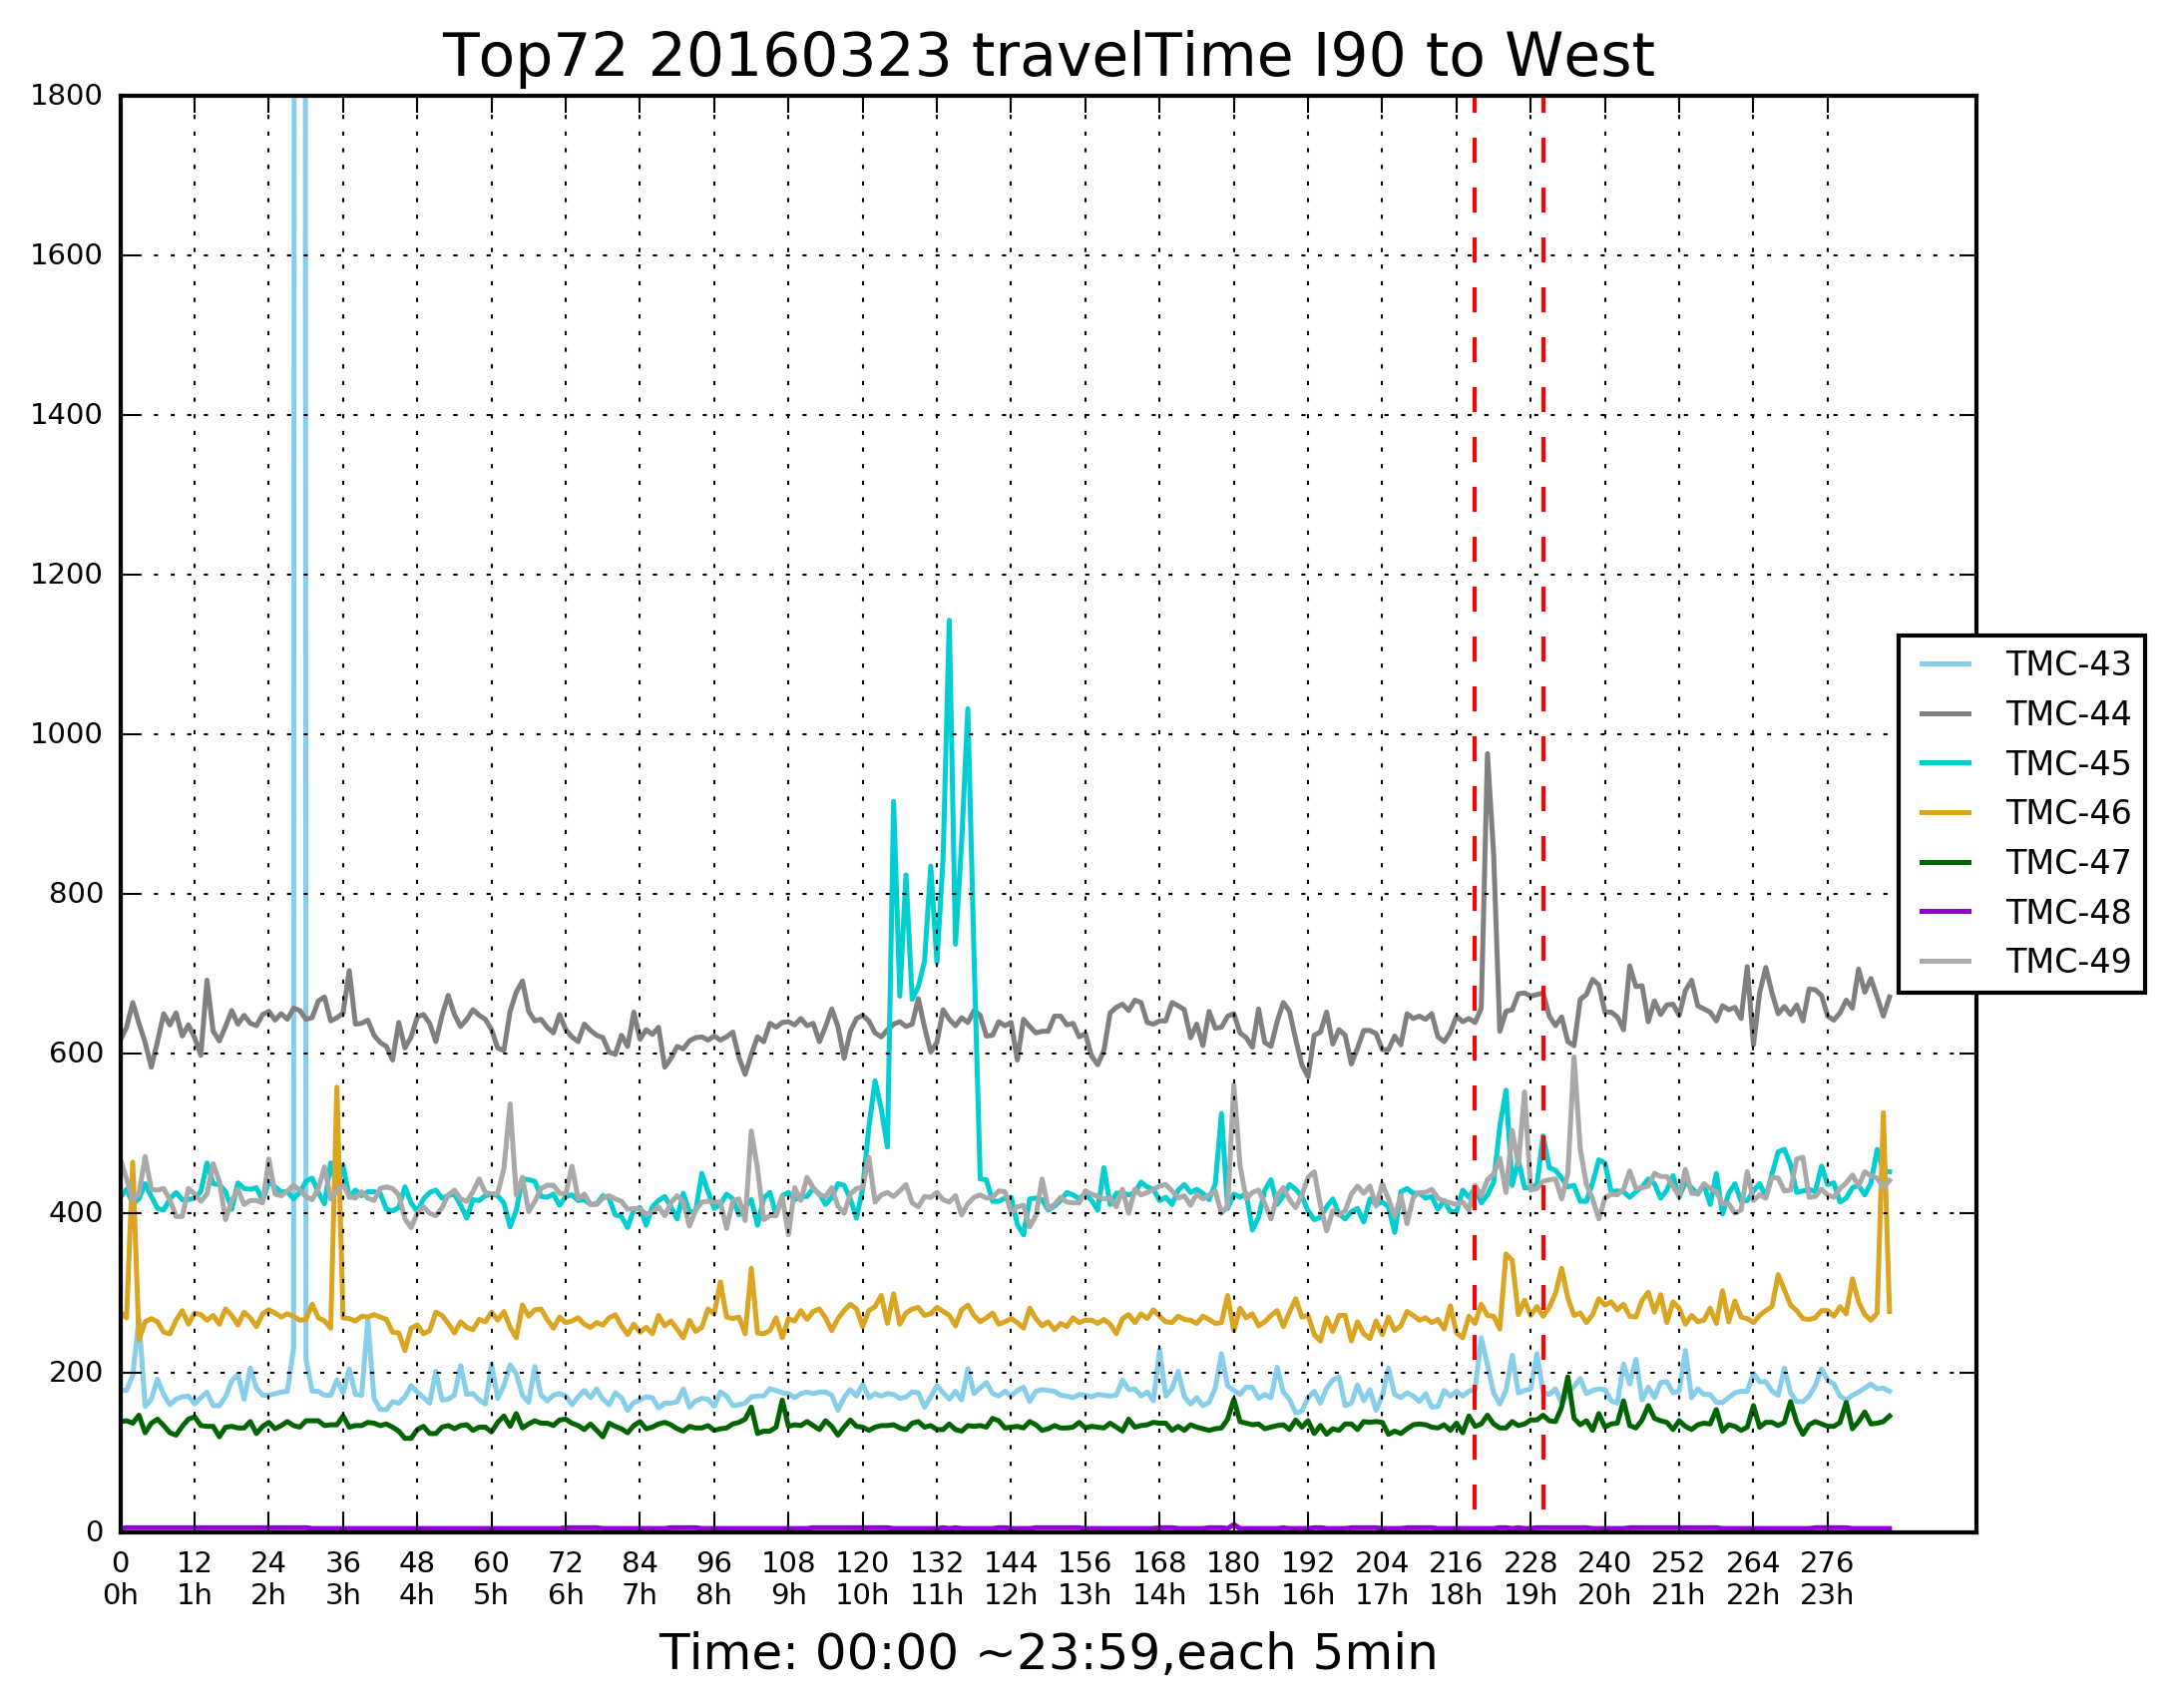 Top72 20160323 travelTime I90 to West
1800
1600
1400
1200
1000
800
600
400
200
0
TMC-43
TMC-44
TMC-45
TMC-46
TMC-47
TMC-48
TMC-49
0 12 24 36 48 60 72 84 96 108 120 132 144 156 168 180 192 204 216 228 240 252 264 276
0h 1h 2h 3h 4h 5h 6h 7h 8h 9h 10h 11h 12h 13h 14h 15h 16h 17h 18h 19h 20h 21h 22h 23h
Time: 00:00 ~23:59,each 5min